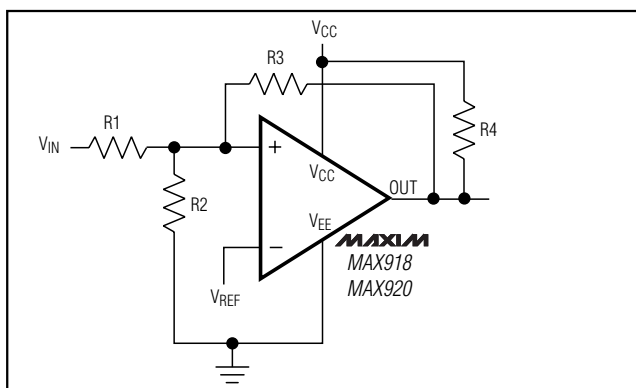 VCC
R3
R1
R4
VIN
+
VCC
OUT
R2
VEE
−
MAXIM
MAX918
MAX920
VREF